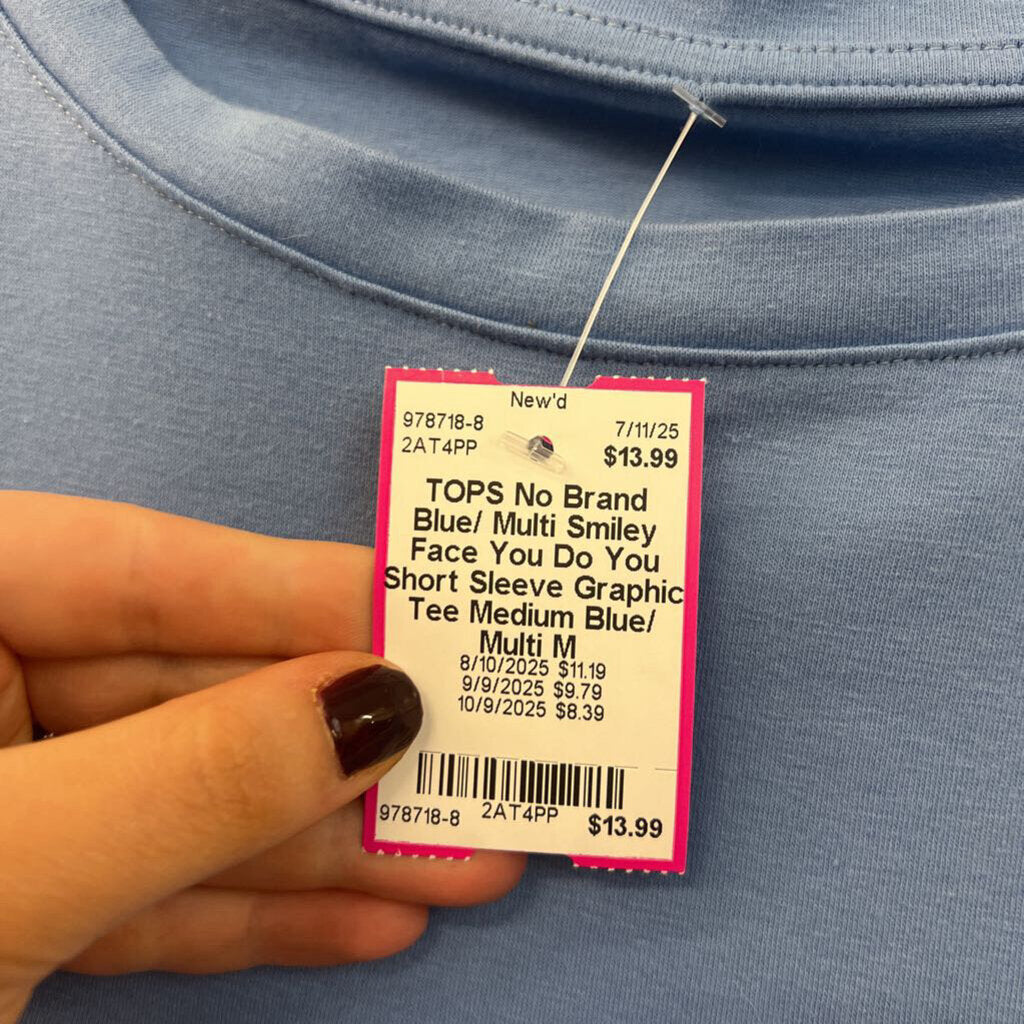 New'd
978718-8 7/11/25
2AT4PP $13.99
TOPS No Brand
Blue/ Multi Smiley
Face You Do You
Short Sleeve Graphic
Tee Medium Blue/
Multi M
8/10/2025 $11.19
9/9/2025 $9.79
10/9/2025 $8.39
978718-8 2AT4PP $13.99